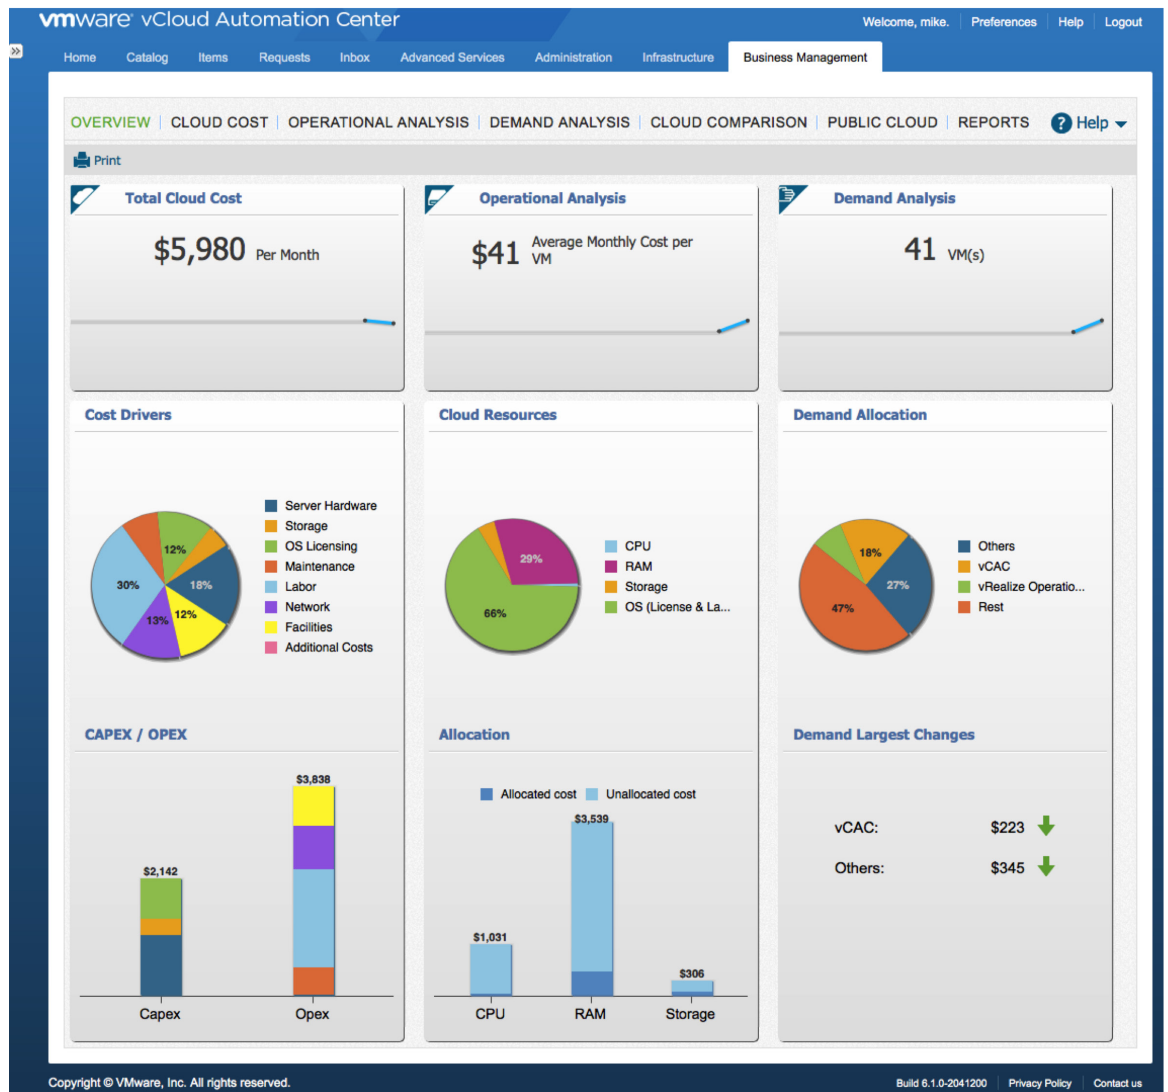 vmware vCloud Automation Center
Welcome, mike. Preferences Help Logout
Home Catalog Items Requests Inbox Advanced Services Administration Infrastructure Business Management
OVERVIEW CLOUD COST OPERATIONAL ANALYSIS DEMAND ANALYSIS CLOUD COMPARISON PUBLIC CLOUD REPORTS ? Help
Print
Total Cloud Cost
$5,980 Per Month
Operational Analysis
$41 Average Monthly Cost per
VM
Demand Analysis
41 VM(s)
Cost Drivers
12%
18%
12%
13%
30%
Server Hardware
Storage
OS Licensing
Maintenance
Labor
Network
Facilities
Additional Costs
Cloud Resources
29%
66%
CPU
RAM
Storage
OS (License & La...
Demand Allocation
18%
27%
47%
Others
vCAC
vRealize Operatio...
Rest
CAPEX / OPEX
$3,838
$2,142
Capex Opex
Allocation
Allocated cost Unallocated cost
$3,539
$1,031
$306
CPU RAM Storage
Demand Largest Changes
vCAC: $223
Others: $345
Copyright © VMware, Inc. All rights reserved.
Build 6.1.0-2041200 Privacy Policy Contact us